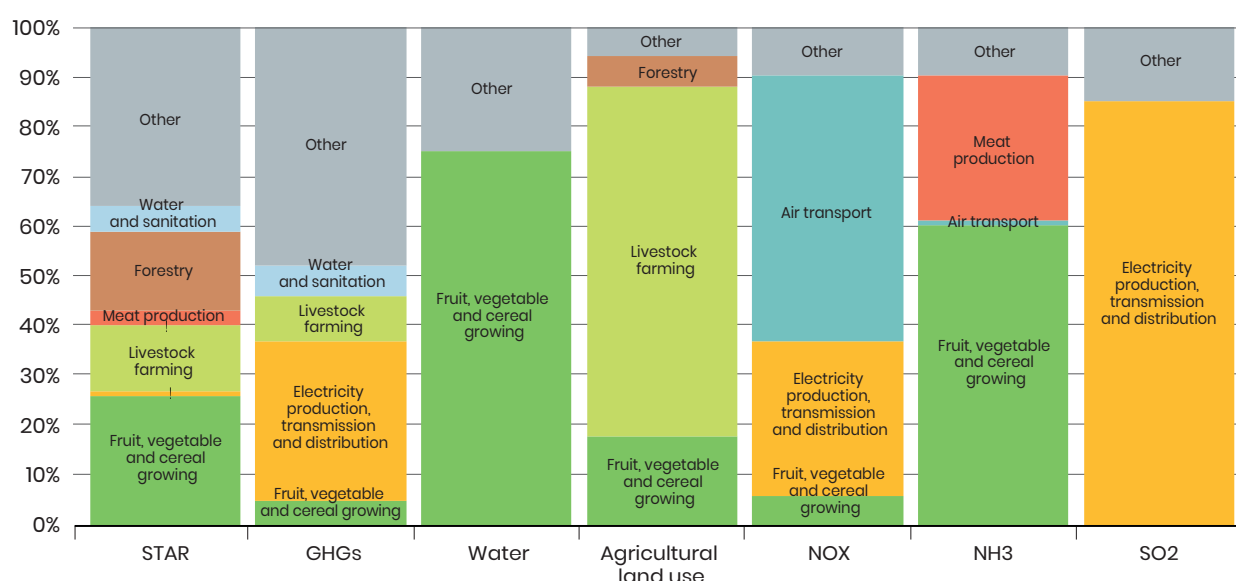 100%
90%
80%
70%
60%
50%
40%
30%
20%
10%
0%
Other
Water
and sanitation
Forestry
Meat production
Livestock
farming
Fruit, vegetable
and cereal
growing
Other
Water
and sanitation
Livestock
farming
Electricity
production,
transmission
and distribution
Fruit, vegetable
and cereal growing
Other
Fruit, vegetable
and cereal
growing
Other
Forestry
Livestock
farming
Fruit, vegetable
and cereal
growing
Other
Air transport
Electricity
production,
transmission
and distribution
Fruit, vegetable
and cereal
growing
Other
Meat
production
Air transport
Fruit, vegetable
and cereal
growing
Other
Electricity
production,
transmission
and distribution
STAR
GHGs
Water
Agricultural
land use
NOX
NH3
SO2